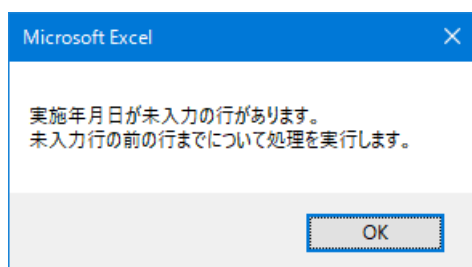 Microsoft Excel
実施年月日が未入力の行があります。
未入力行の前の行までについて処理を実行します。
OK